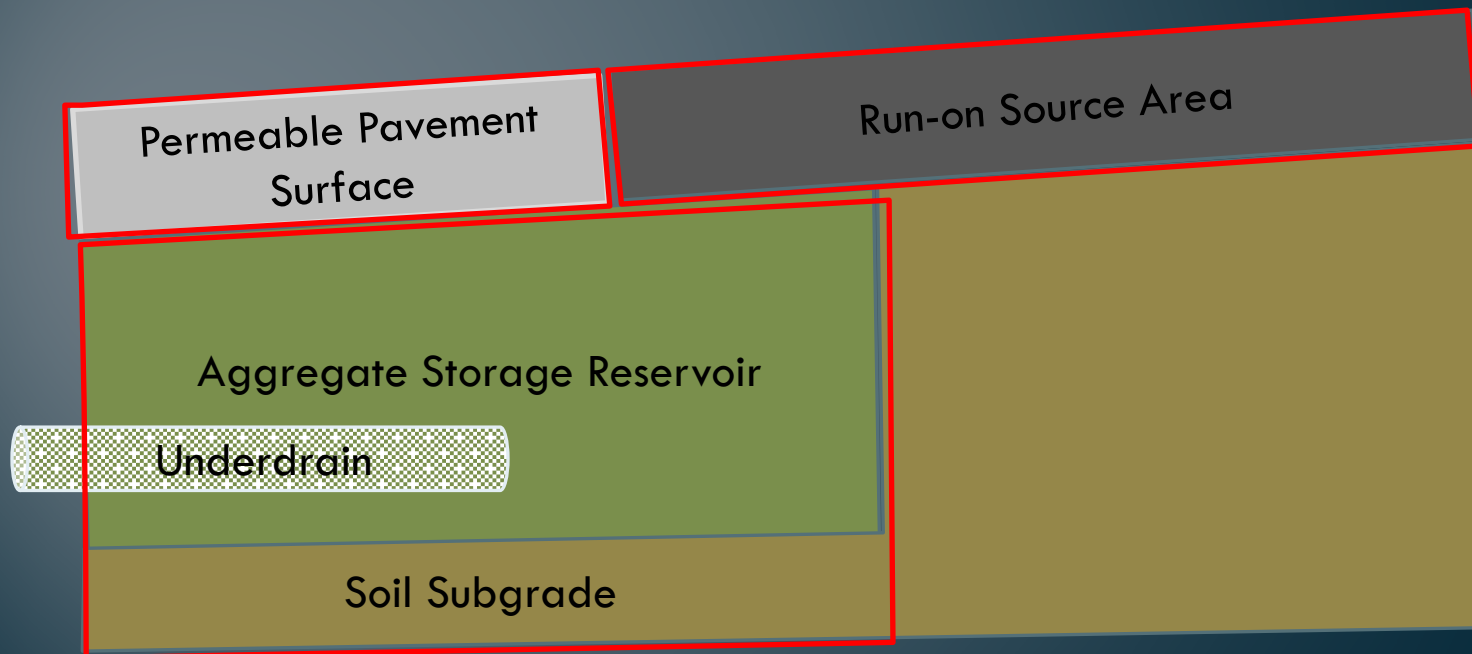 Permeable Pavement
Surface
Run-on Source Area
Aggregate Storage Reservoir
Underdrain
Soil Subgrade